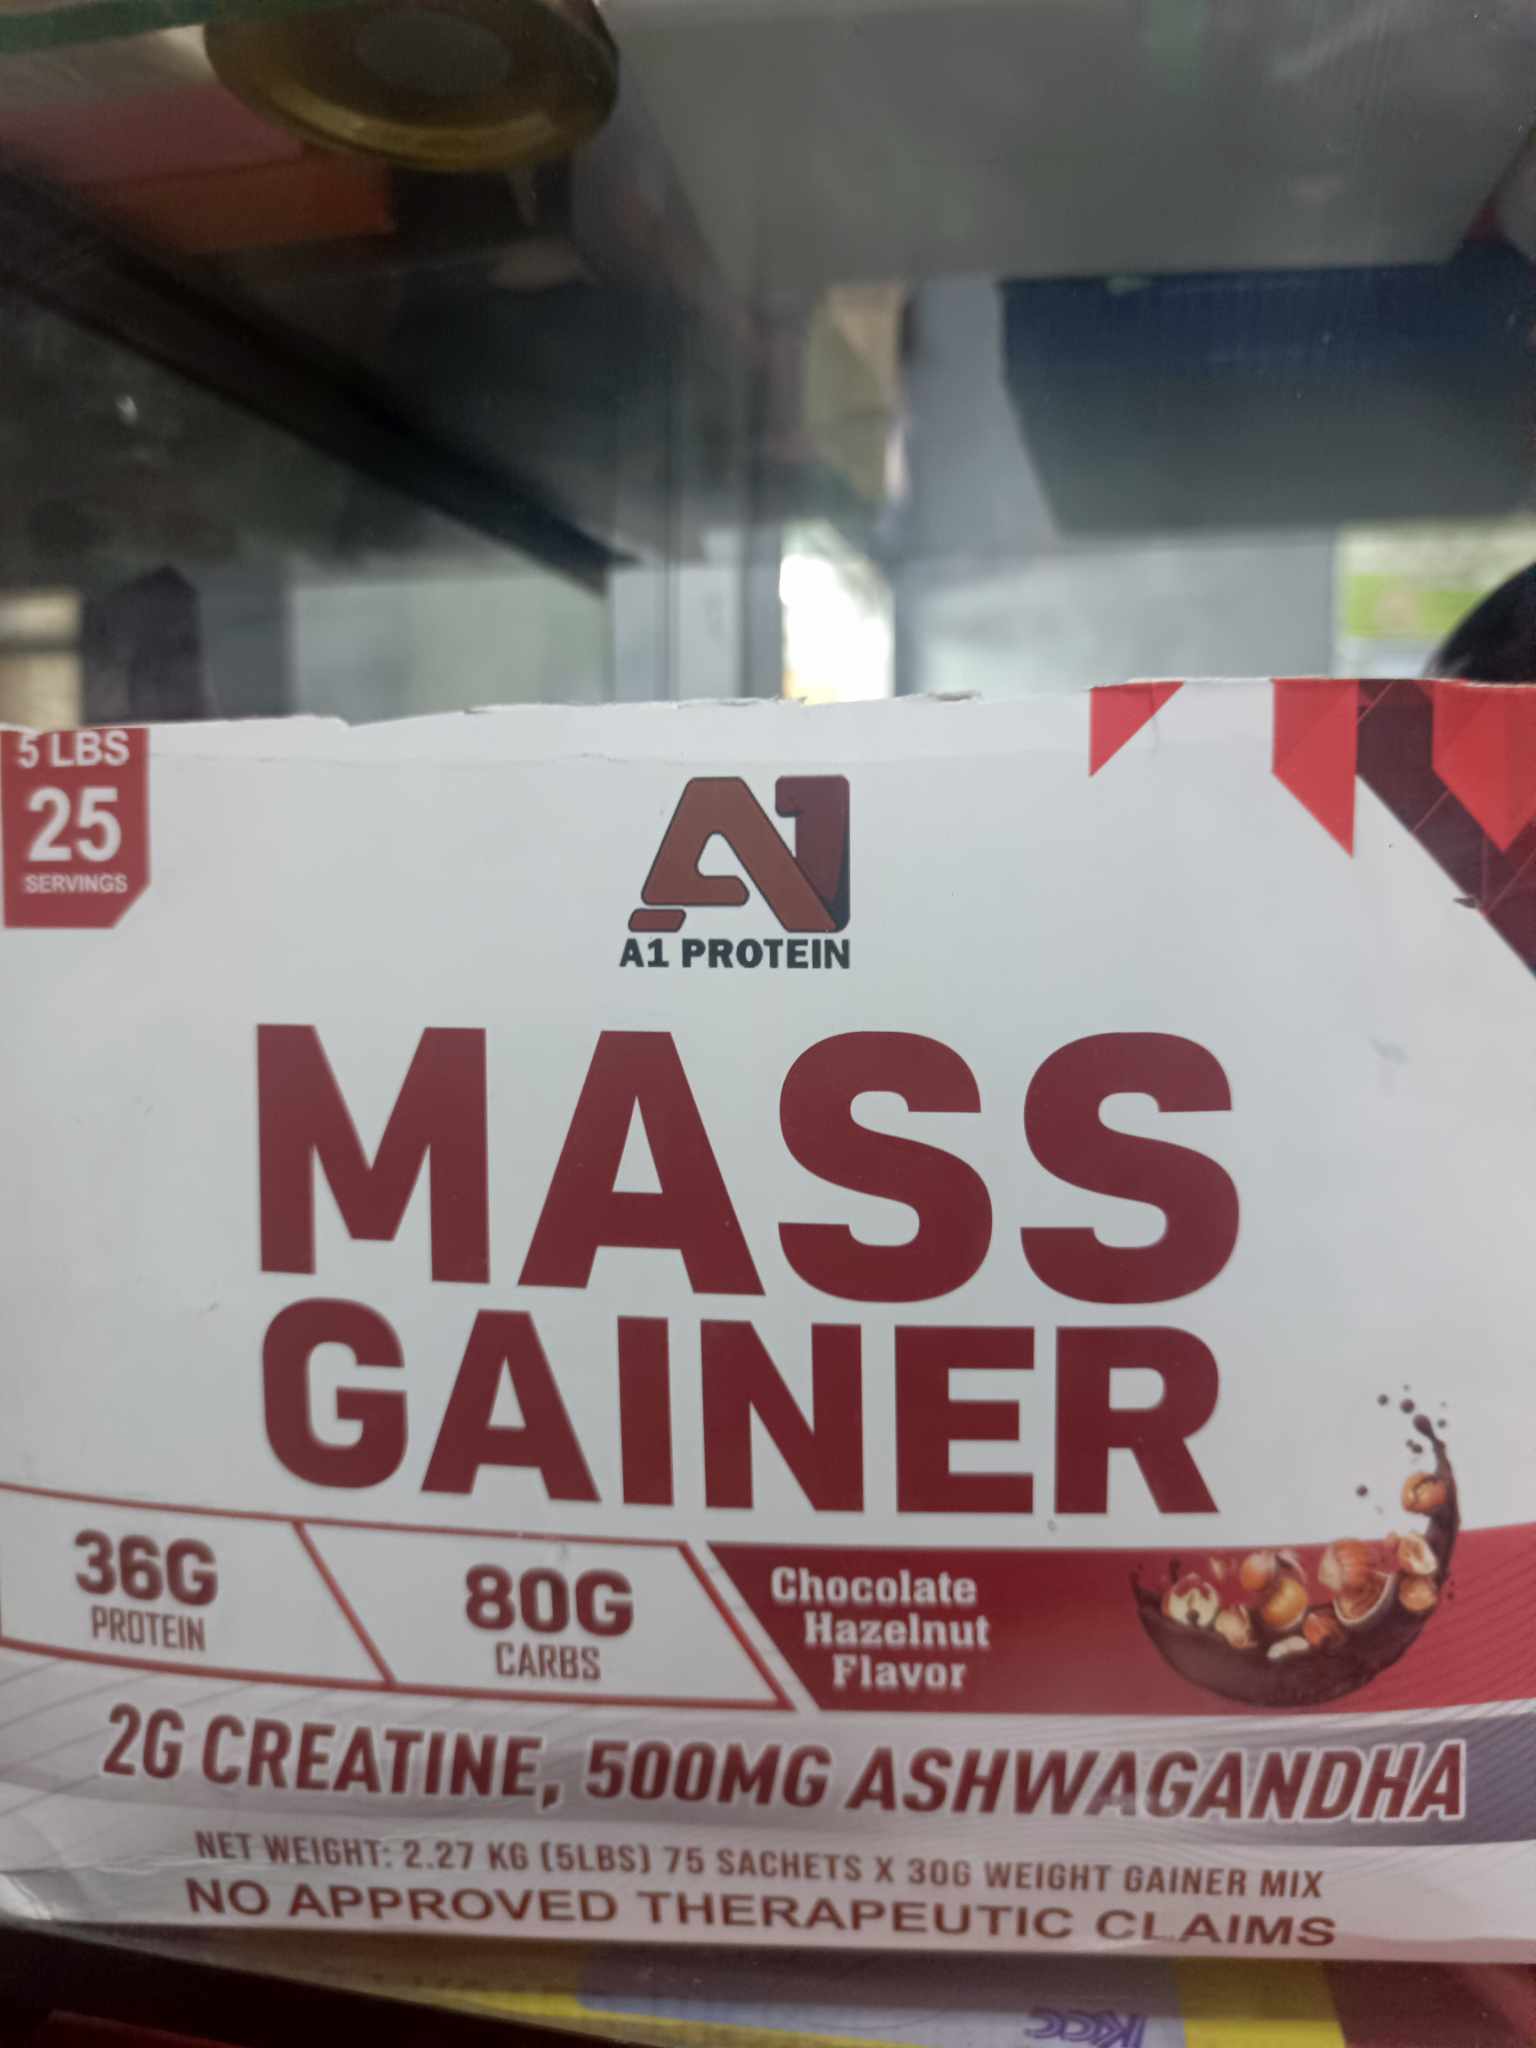 5 LBS
25
SERVINGS
A1
A1 PROTEIN
MASS
GAINER
36G
PROTEIN
80G
CARBS
Chocolate
Hazelnut
Flavor
2G CREATINE, 500MG ASHWAGANDHA
NET WEIGHT: 2.27 KG (5LBS) 75 SACHETS X 30G WEIGHT GAINER MIX
NO APPROVED THERAPEUTIC CLAIMS